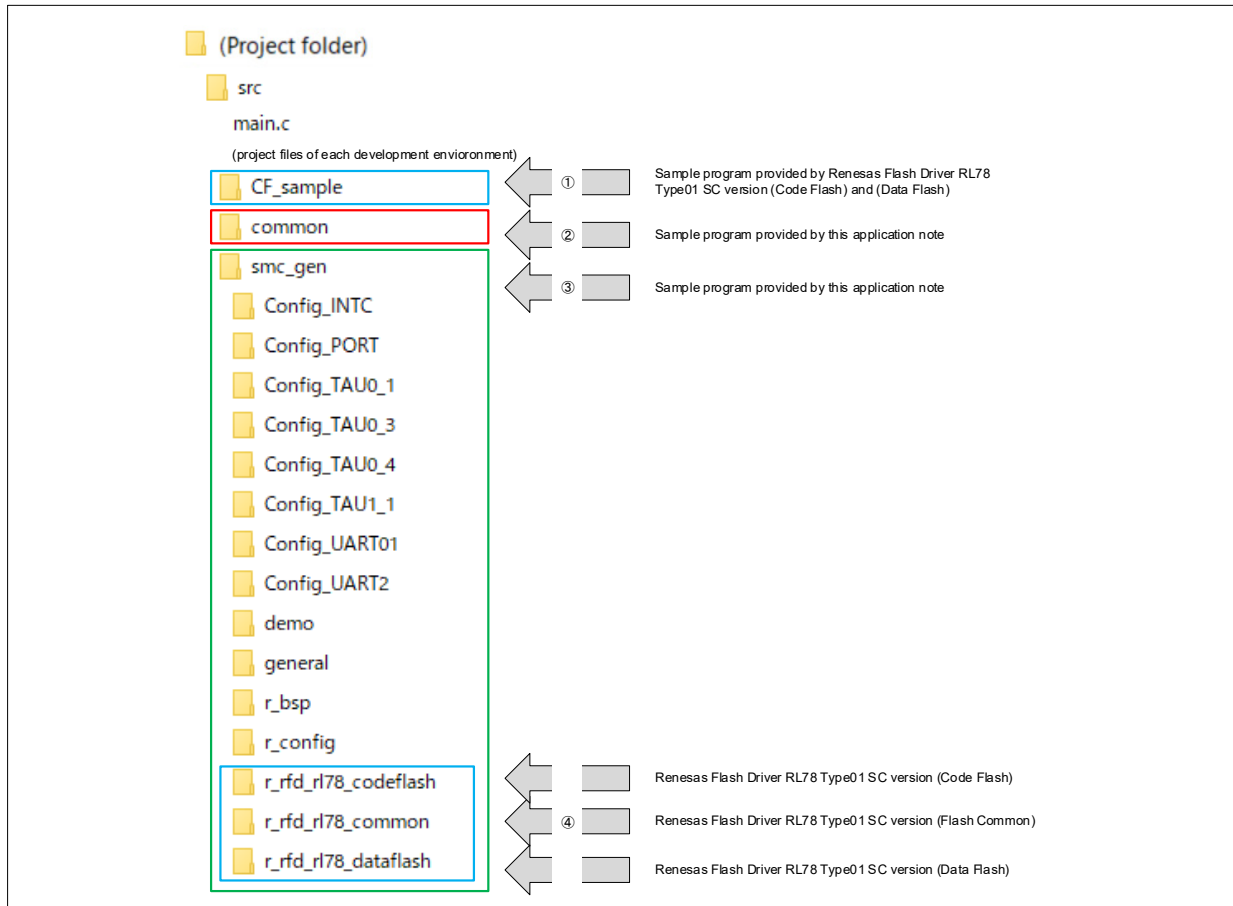 (Project folder)
src
main.c
(project files of each development envioronment)
CF_sample
①
Sample program provided by Renesas Flash Driver RL78
Type01 SC version (Code Flash) and (Data Flash)
common
②
Sample program provided by this application note
smc_gen
③
Sample program provided by this application note
Config_INTC
Config_PORT
Config_TAU0_1
Config_TAU0_3
Config_TAU0_4
Config_TAU1_1
Config_UART01
Config_UART2
demo
general
r_bsp
r_config
r_rfd_rl78_codeflash
Renesas Flash Driver RL78 Type01 SC version (Code Flash)
r_rfd_rl78_common
④
Renesas Flash Driver RL78 Type01 SC version (Flash Common)
r_rfd_rl78_dataflash
Renesas Flash Driver RL78 Type01 SC version (Data Flash)